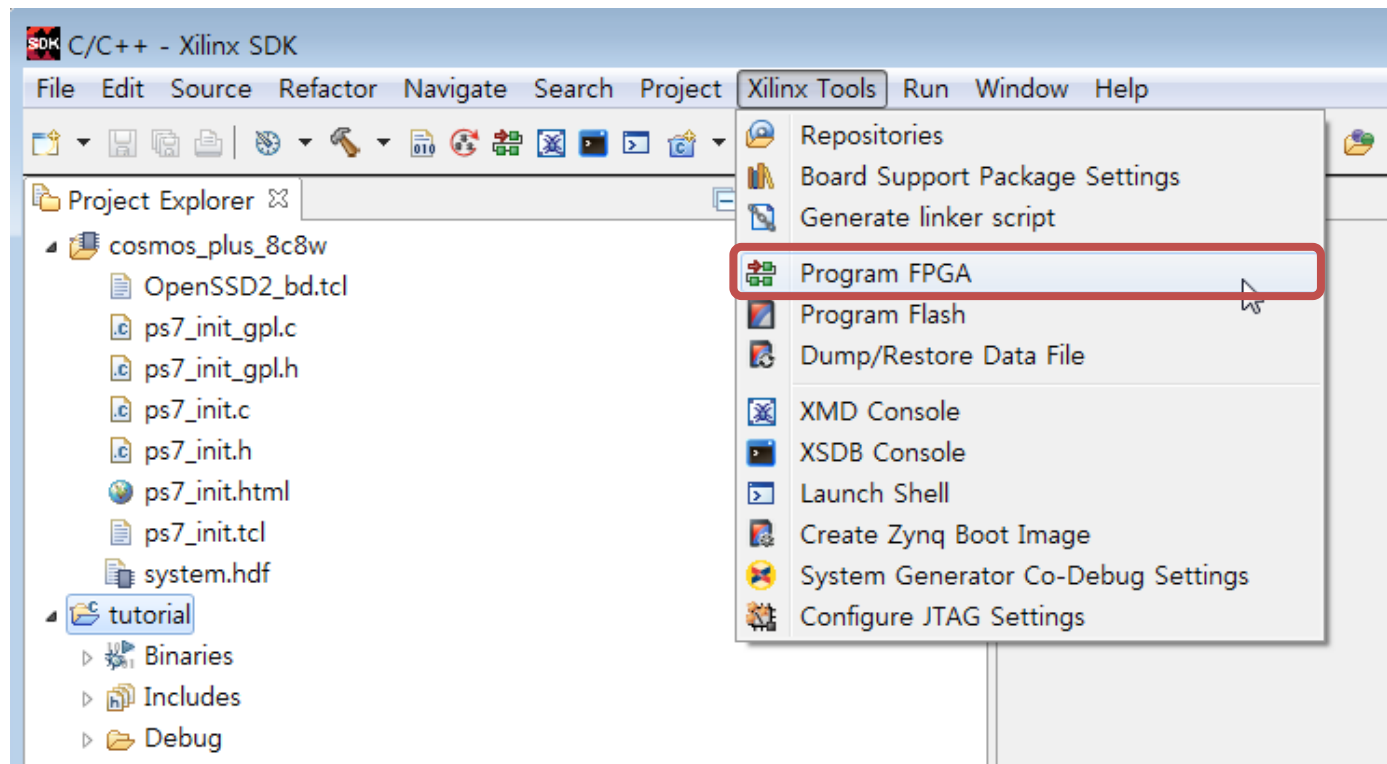 SDK C/C++ - Xilinx SDK
File Edit Source Refactor Navigate Search Project Xilinx Tools Run Window Help
Project Explorer
cosmos_plus_8c8w
OpenSSD2_bd.tcl
ps7_init_gpl.c
ps7_init_gpl.h
ps7_init.c
ps7_init.h
ps7_init.html
ps7_init.tcl
system.hdf
tutorial
Binaries
Includes
Debug
Repositories
Board Support Package Settings
Generate linker script
Program FPGA
Program Flash
Dump/Restore Data File
XMD Console
XSDB Console
Launch Shell
Create Zynq Boot Image
System Generator Co-Debug Settings
Configure JTAG Settings